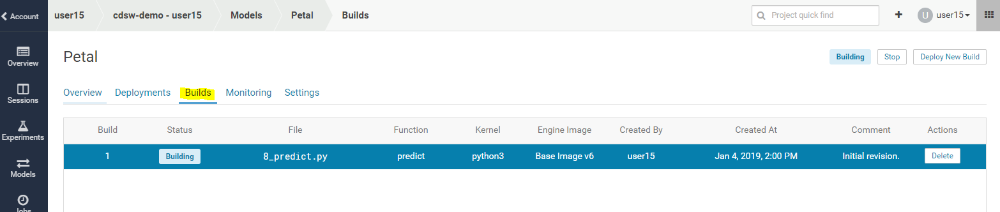 Account
user15 cdsw-demo - user15 Models Petal Builds
Project quick find
U user15
Overview
Sessions
Experiments
Models
Jobs
Petal
Building Stop Deploy New Build
Overview Deployments Builds Monitoring Settings
Build Status File Function Kernel Engine Image Created By Created At Comment Actions
1 Building 8_predict.py predict python3 Base Image v6 user15 Jan 4, 2019, 2:00 PM Initial revision. Delete